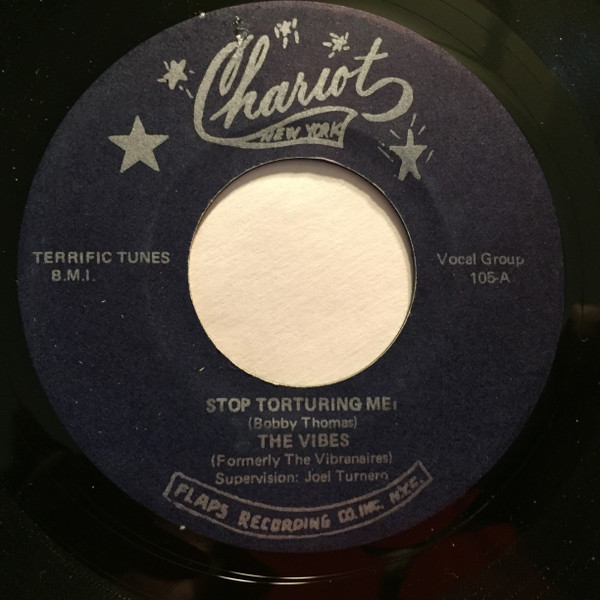 Chariot
NEW YORK
TERRIFIC TUNES
B.M.I.
Vocal Group
105-A
STOP TORTURING ME!
(Bobby Thomas)
THE VIBES
(Formerly The Vibranaires)
Supervision: Joel Turnero
FLAPS RECORDING CO. INC. N.Y.C.